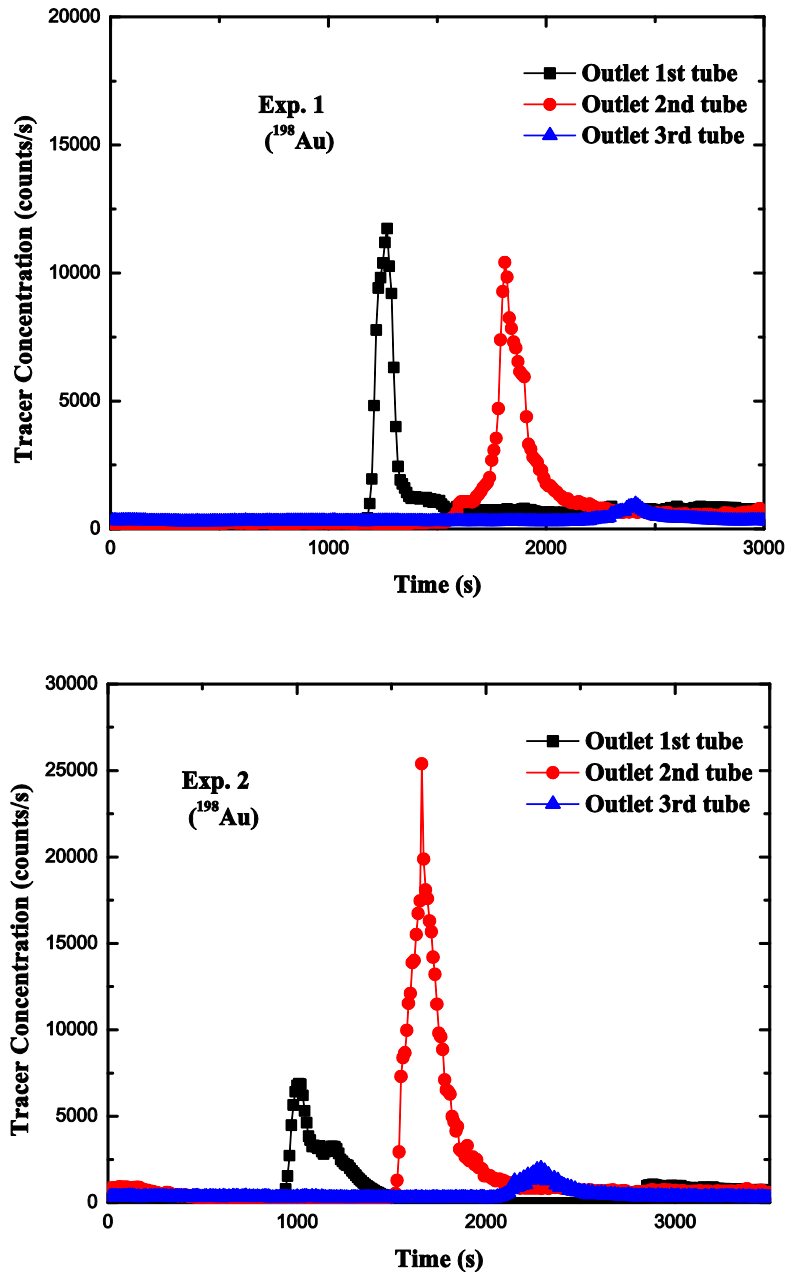 20000
15000
10000
5000
0
0
1000
2000
3000
Tracer Concentration (counts/s)
Time (s)
Exp. 1
(¹⁹⁸Au)
Outlet 1st tube
Outlet 2nd tube
Outlet 3rd tube
30000
25000
20000
15000
10000
5000
0
0
1000
2000
3000
Tracer Concentration (counts/s)
Time (s)
Exp. 2
(¹⁹⁸Au)
Outlet 1st tube
Outlet 2nd tube
Outlet 3rd tube